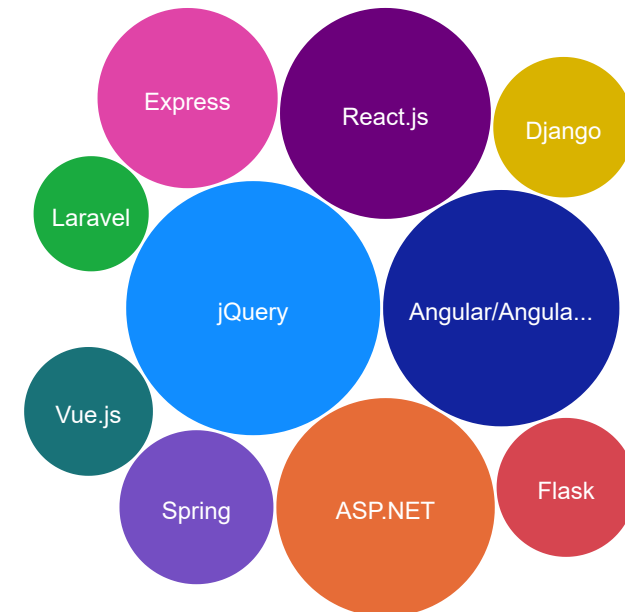 Express
React.js
Django
Laravel
jQuery
Angular/Angula...
Vue.js
Spring
ASP.NET
Flask